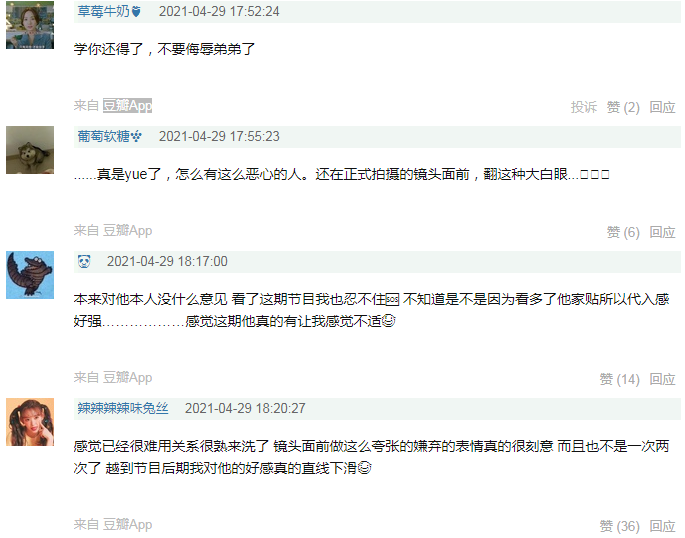 草莓牛奶🍓 2021-04-29 17:52:24
学你还得了，不要侮辱弟弟了
来自 豆瓣App 投诉 赞 (2) 回应
葡萄软糖🍇 2021-04-29 17:55:23
......真是yue了，怎么有这么恶心的人。还在正式拍摄的镜头面前，翻这种大白眼...□□□
来自 豆瓣App 赞 (6) 回应
🐼 2021-04-29 18:17:00
本来对他本人没什么意见 看了这期节目我也忍不住🆘 不知道是不是因为看多了他家贴所以代入感
好强………………感觉这期他真的有让我感觉不适😅
来自 豆瓣App 赞 (14) 回应
辣辣辣辣味兔丝 2021-04-29 18:20:27
感觉已经很难用关系很熟来洗了 镜头面前做这么夸张的嫌弃的表情真的很刻意 而且也不是一次两
次了 越到节目后期我对他的好感真的直线下滑😅
来自 豆瓣App 赞 (36) 回应